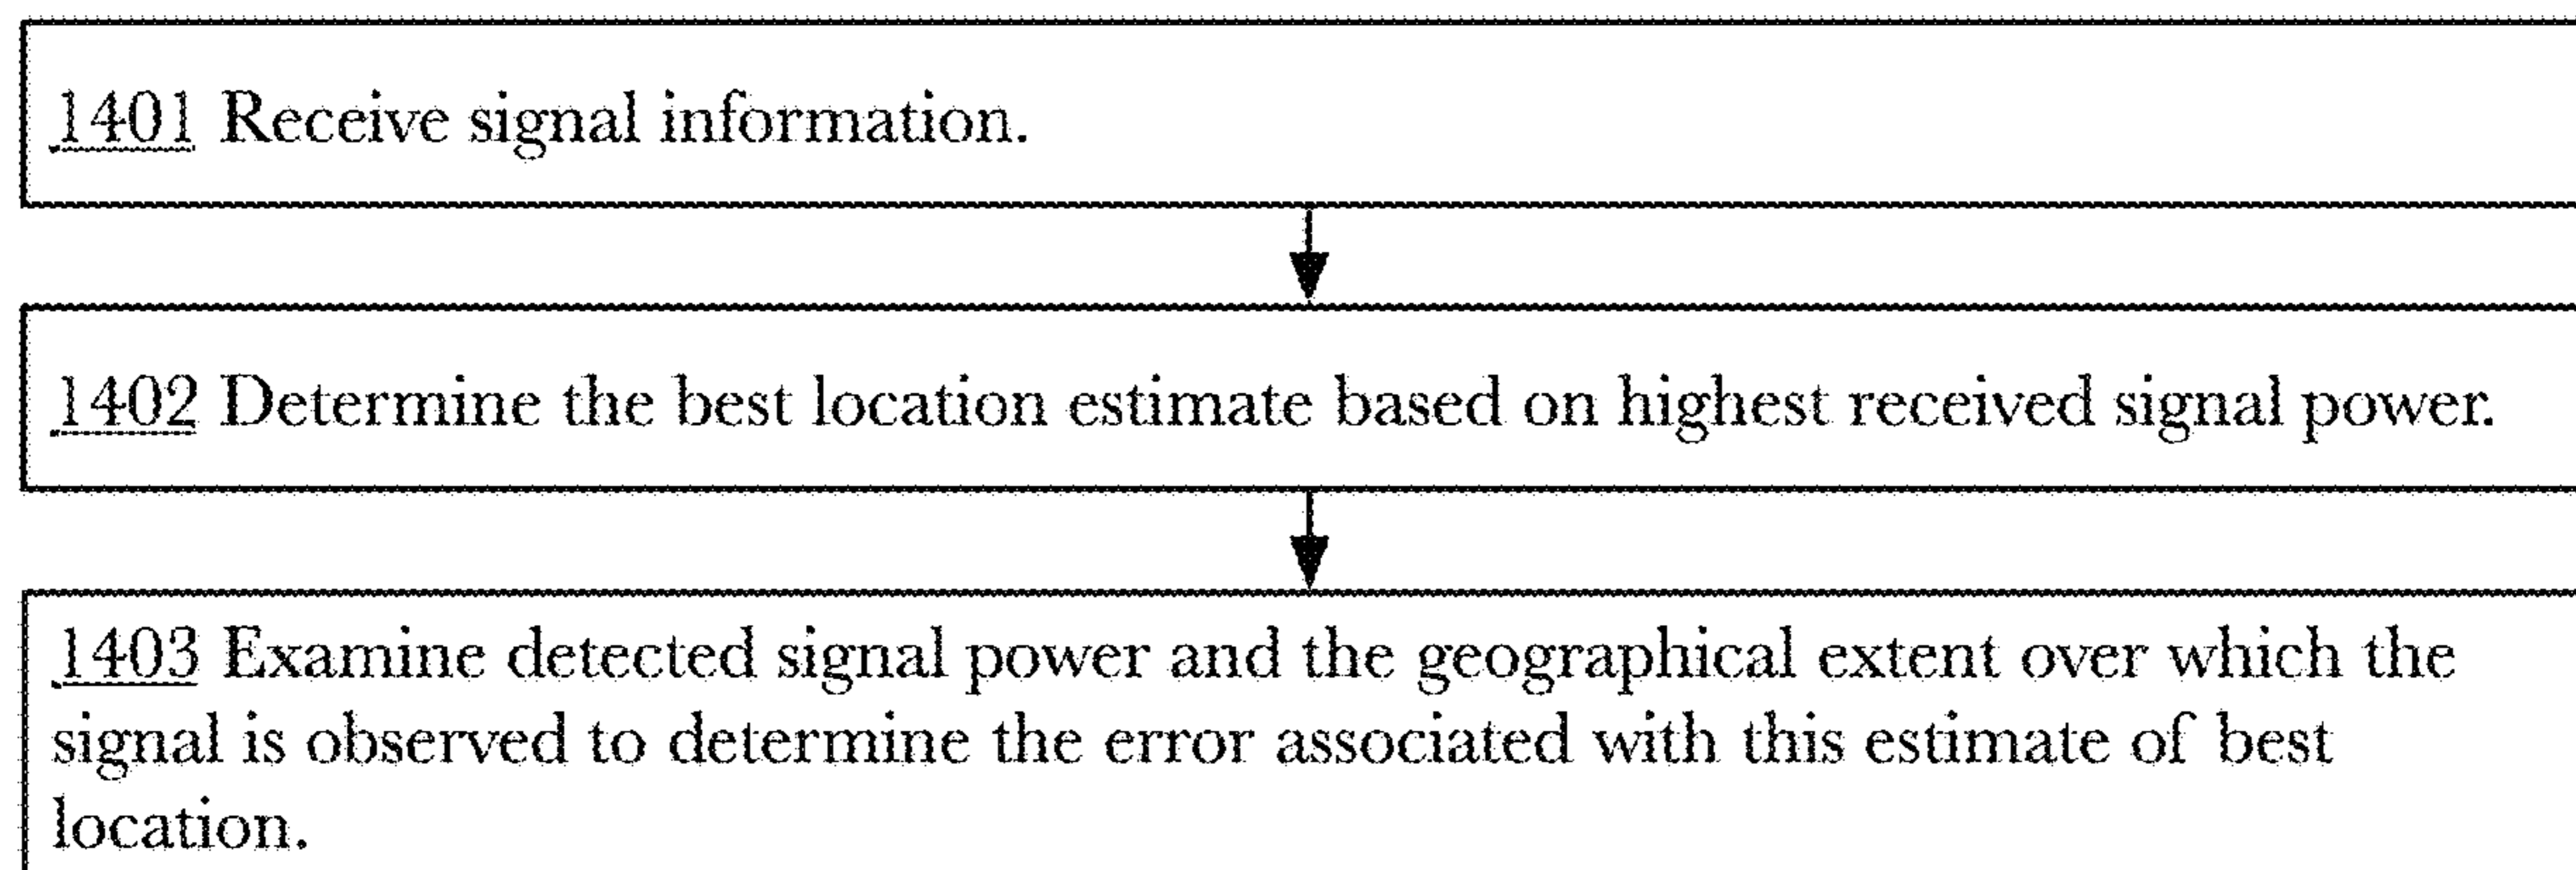 1401 Receive signal information.
1402 Determine the best location estimate based on highest received signal power.
1403 Examine detected signal power and the geographical extent over which the
signal is observed to determine the error associated with this estimate of best
location.